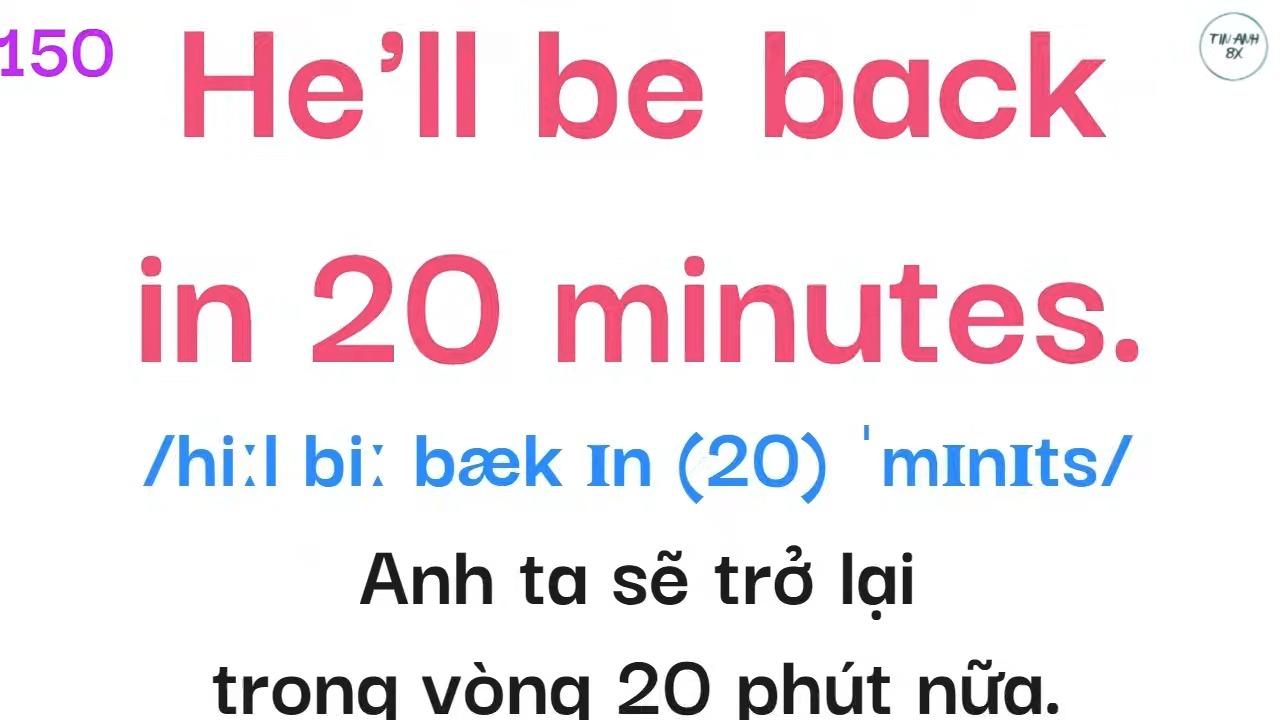 150
He’ll be back
in 20 minutes.
/hiːl biː bæk ɪn (20) ˈmɪnɪts/
Anh ta sẽ trở lại
trong vòng 20 phút nữa.
TIN ANH
8X